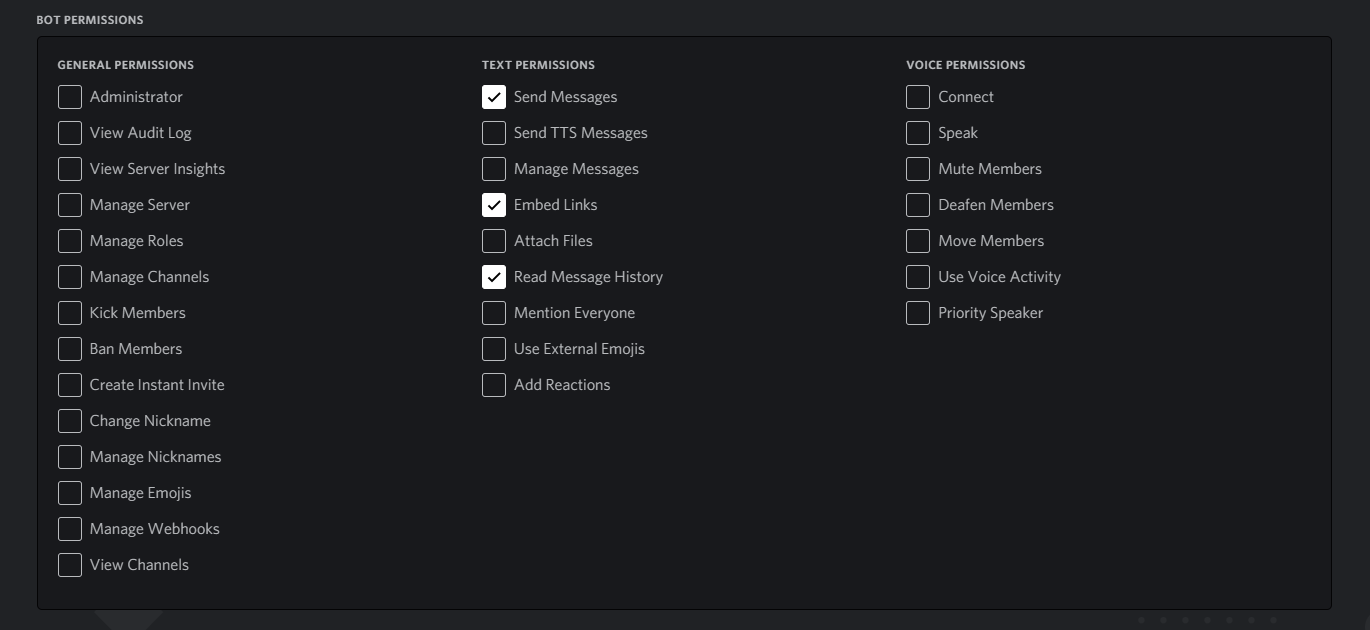 BOT PERMISSIONS
GENERAL PERMISSIONS
Administrator
View Audit Log
View Server Insights
Manage Server
Manage Roles
Manage Channels
Kick Members
Ban Members
Create Instant Invite
Change Nickname
Manage Nicknames
Manage Emojis
Manage Webhooks
View Channels
TEXT PERMISSIONS
Send Messages
Send TTS Messages
Manage Messages
Embed Links
Attach Files
Read Message History
Mention Everyone
Use External Emojis
Add Reactions
VOICE PERMISSIONS
Connect
Speak
Mute Members
Deafen Members
Move Members
Use Voice Activity
Priority Speaker